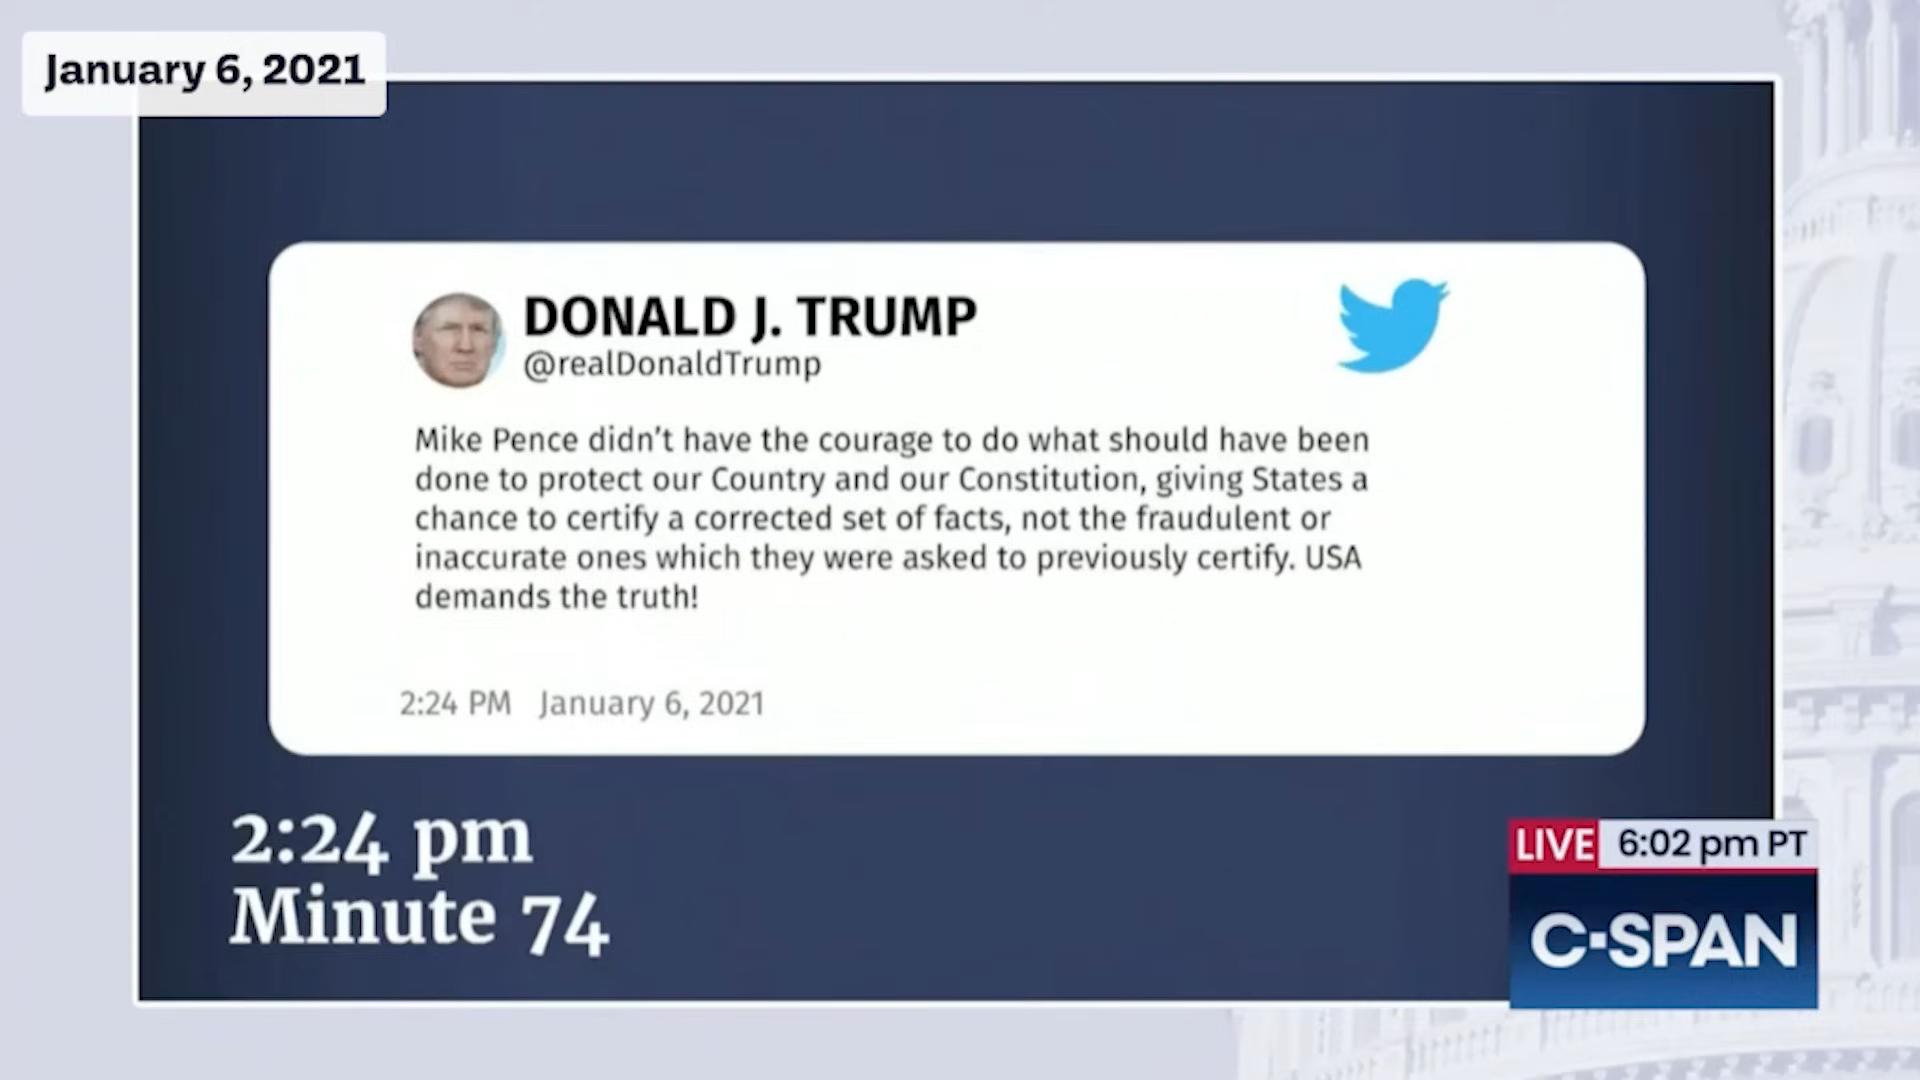 January 6, 2021
DONALD J. TRUMP
@realDonaldTrump
Mike Pence didn't have the courage to do what should have been
done to protect our Country and our Constitution, giving States a
chance to certify a corrected set of facts, not the fraudulent or
inaccurate ones which they were asked to previously certify. USA
demands the truth!
2:24 PM January 6, 2021
2:24 pm
Minute 74
LIVE 6:02 pm PT
C-SPAN